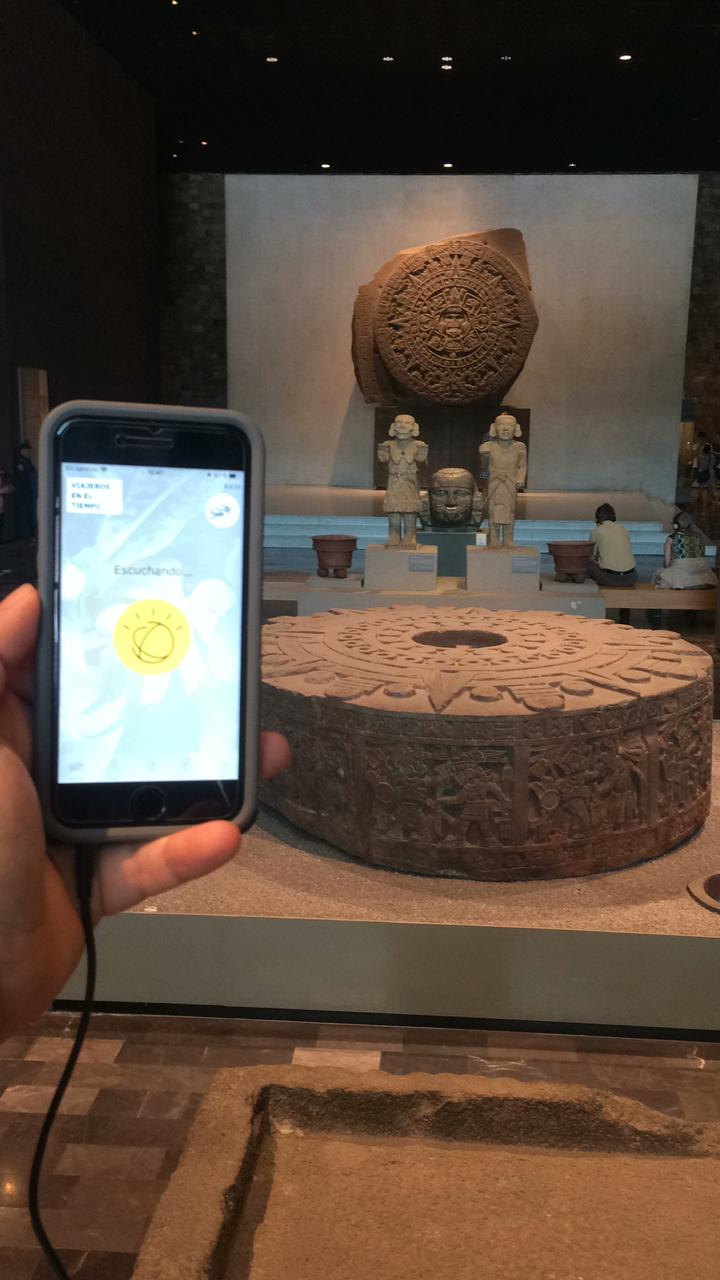 VIAJEROS
EN EL
TIEMPO
Escuchando...